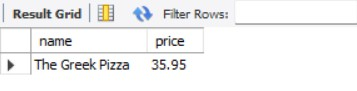 Result Grid Filter Rows:
name price
The Greek Pizza 35.95